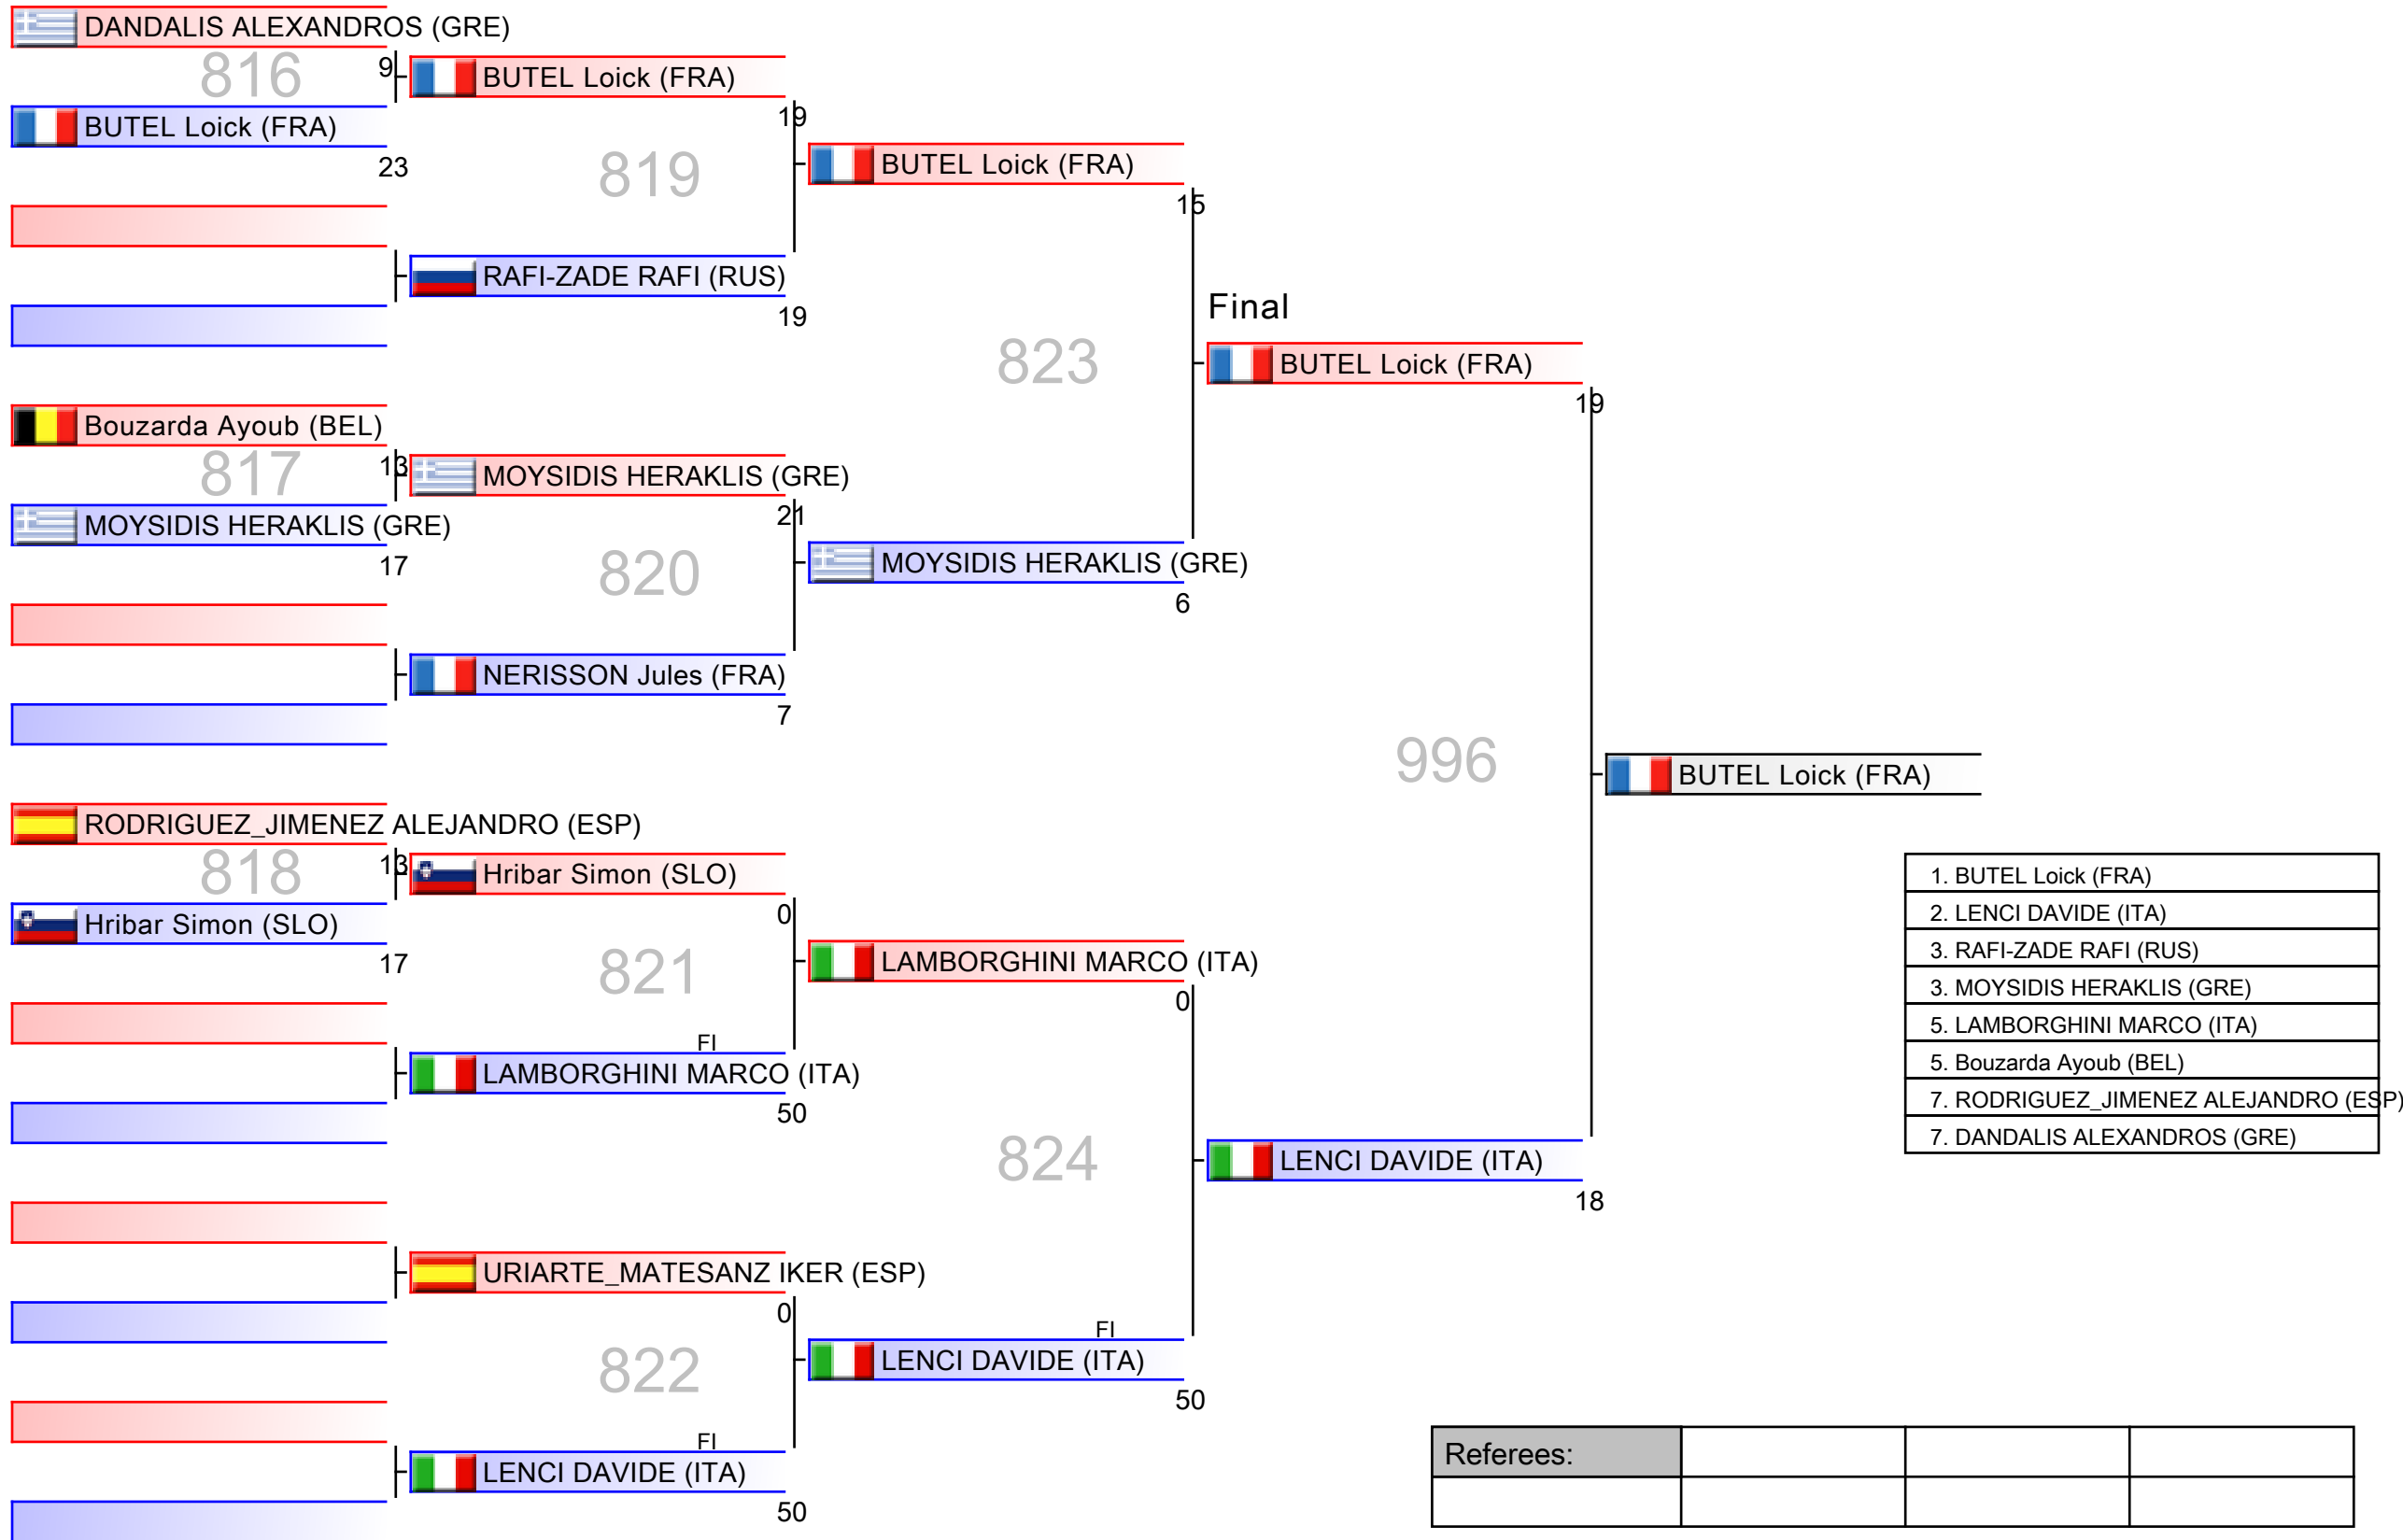 DANDALIS ALEXANDROS (GRE)
816
9
BUTEL Loick (FRA)
23
BUTEL Loick (FRA)
19
819
RAFI-ZADE RAFI (RUS)
19
BUTEL Loick (FRA)
15
Bouzarda Ayoub (BEL)
817
13
MOYSIDIS HERAKLIS (GRE)
17
MOYSIDIS HERAKLIS (GRE)
21
820
NERISSON Jules (FRA)
7
823
MOYSIDIS HERAKLIS (GRE)
6
Final
BUTEL Loick (FRA)
19
RODRIGUEZ_JIMENEZ ALEJANDRO (ESP)
818
13
Hribar Simon (SLO)
17
Hribar Simon (SLO)
0
821
FI
LAMBORGHINI MARCO (ITA)
50
LAMBORGHINI MARCO (ITA)
0
URIARTE_MATESANZ IKER (ESP)
0
822
FI
LENCI DAVIDE (ITA)
50
824
FI
LENCI DAVIDE (ITA)
50
996
LENCI DAVIDE (ITA)
18
BUTEL Loick (FRA)
1. BUTEL Loick (FRA)
2. LENCI DAVIDE (ITA)
3. RAFI-ZADE RAFI (RUS)
3. MOYSIDIS HERAKLIS (GRE)
5. LAMBORGHINI MARCO (ITA)
5. Bouzarda Ayoub (BEL)
7. RODRIGUEZ_JIMENEZ ALEJANDRO (ESP)
7. DANDALIS ALEXANDROS (GRE)
Referees: